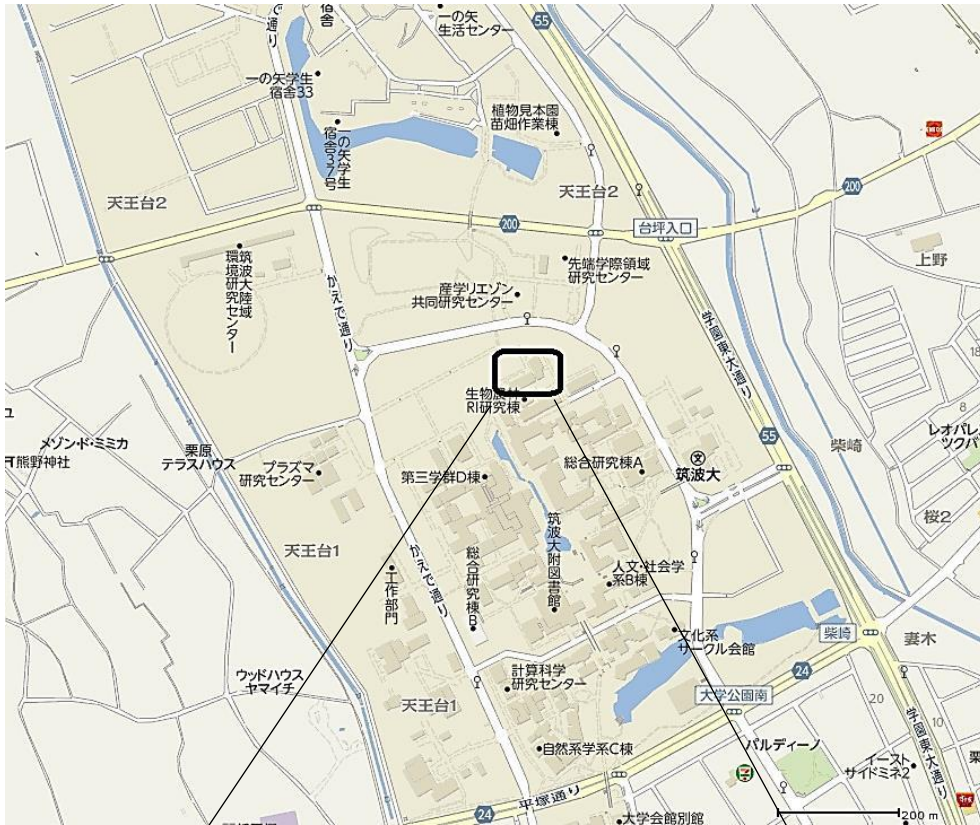 かえで通り
宿舎
一の矢
生活センター
55
一の矢学生
宿舎33
一の矢学生
宿舎37号
植物見本園
苗畑作業棟
天王台2
天王台2
200
200
台坪入口
上野
筑波大陸域
環境研究センター
かえで通り
先端学際領域
研究センター
産学リエゾン
共同研究センター
学園東大通り
18
8
生物農林
RI研究棟
メゾンド・ミミカ
熊野神社
栗原
テラスハウス
プラズマ
研究センター
第三学群D棟
総合研究棟A
文
筑波大
55
柴崎
レオパレ
ツクバ
桜2
天王台1
かえで通り
工作部門
総合研究棟B
筑波大附図書館
人文・社会学
系B棟
文化系
サークル会館
柴崎
妻木
24
ウッドハウス
ヤマイチ
天王台1
計算科学
研究センター
大学公園南
20
10
学園東大通り
自然系学系C棟
パルディーノ
イースト
サイドミネ2
栗
24
平塚通り
大学会館別館
200 m